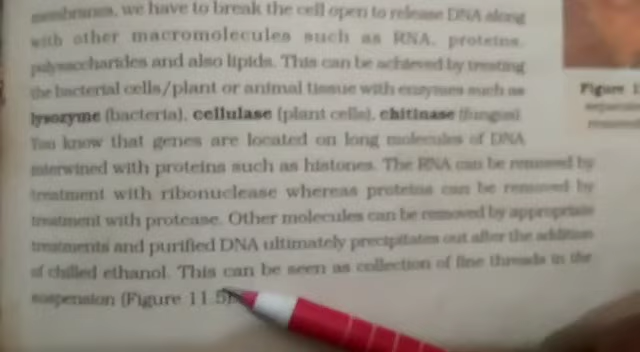 membranes, we have to break the cell open to release DNA along
with other macromolecules such as RNA, proteins,
polysaccharides and also lipids. This can be achieved by treating
the bacterial cells/plant or animal tissue with enzymes such as
lysozyme (bacteria), cellulase (plant cells), chitinase (fungus).
You know that genes are located on long molecules of DNA
interwined with proteins such as histones. The RNA can be removed by
treatment with ribonuclease whereas proteins can be removed by
treatment with protease. Other molecules can be removed by appropriate
treatments and purified DNA ultimately precipitates out after the addition
of chilled ethanol. This can be seen as collection of fine threads in the
suspension (Figure 11.5)
Figure 1